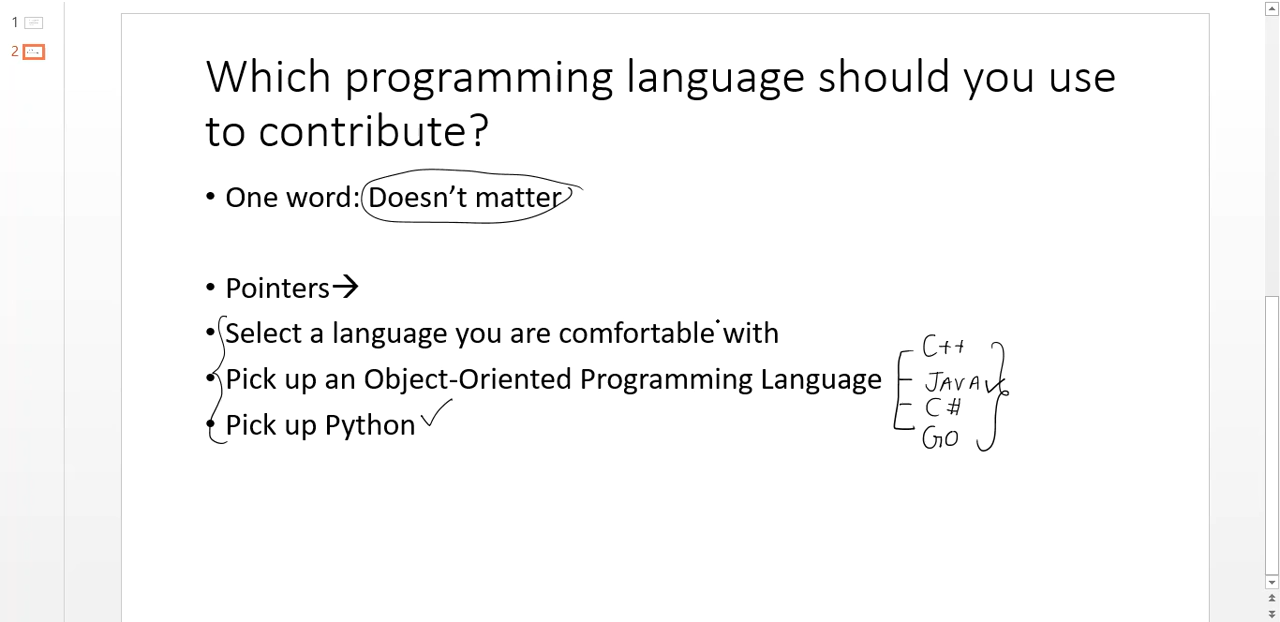 1
2
Which programming language should you use
to contribute?
• One word: Doesn’t matter
• Pointers→
• Select a language you are comfortable with
• Pick up an Object-Oriented Programming Language
• Pick up Python
C++
JAVA
C#
GO